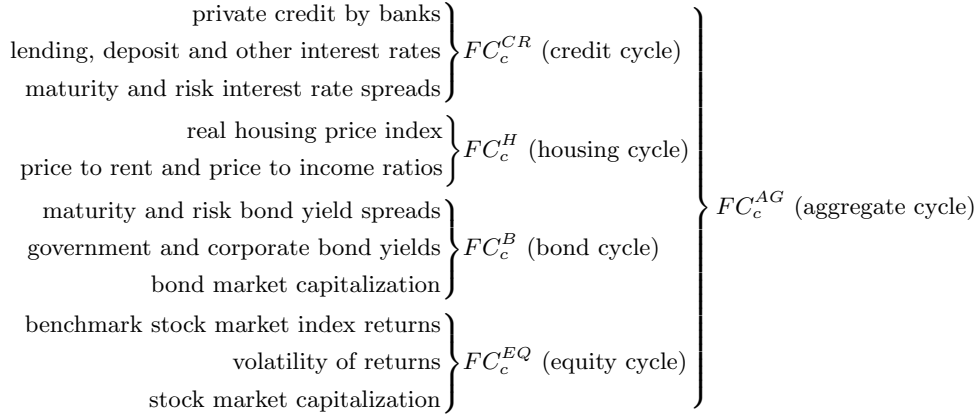 private credit by banks
lending, deposit and other interest rates
maturity and risk interest rate spreads
FC_c^{CR} (credit cycle)
real housing price index
price to rent and price to income ratios
FC_c^{H} (housing cycle)
maturity and risk bond yield spreads
government and corporate bond yields
bond market capitalization
FC_c^{B} (bond cycle)
benchmark stock market index returns
volatility of returns
stock market capitalization
FC_c^{EQ} (equity cycle)
FC_c^{AG} (aggregate cycle)